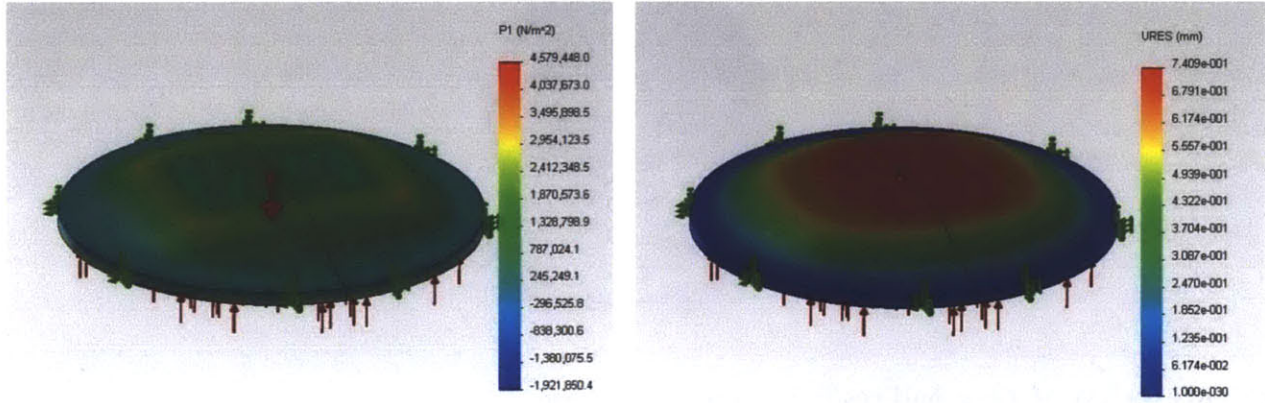 P1 (N/m^2)
4,579,448.0
4,037,673.0
3,495,898.5
2,954,123.5
2,412,348.5
1,870,573.6
1,328,798.9
787,024.1
245,249.1
-296,525.8
-838,300.6
-1,380,075.5
-1,921,850.4
URES (mm)
7.409e-001
6.791e-001
6.174e-001
5.557e-001
4.939e-001
4.322e-001
3.704e-001
3.087e-001
2.470e-001
1.852e-001
1.235e-001
6.174e-002
1.000e-030